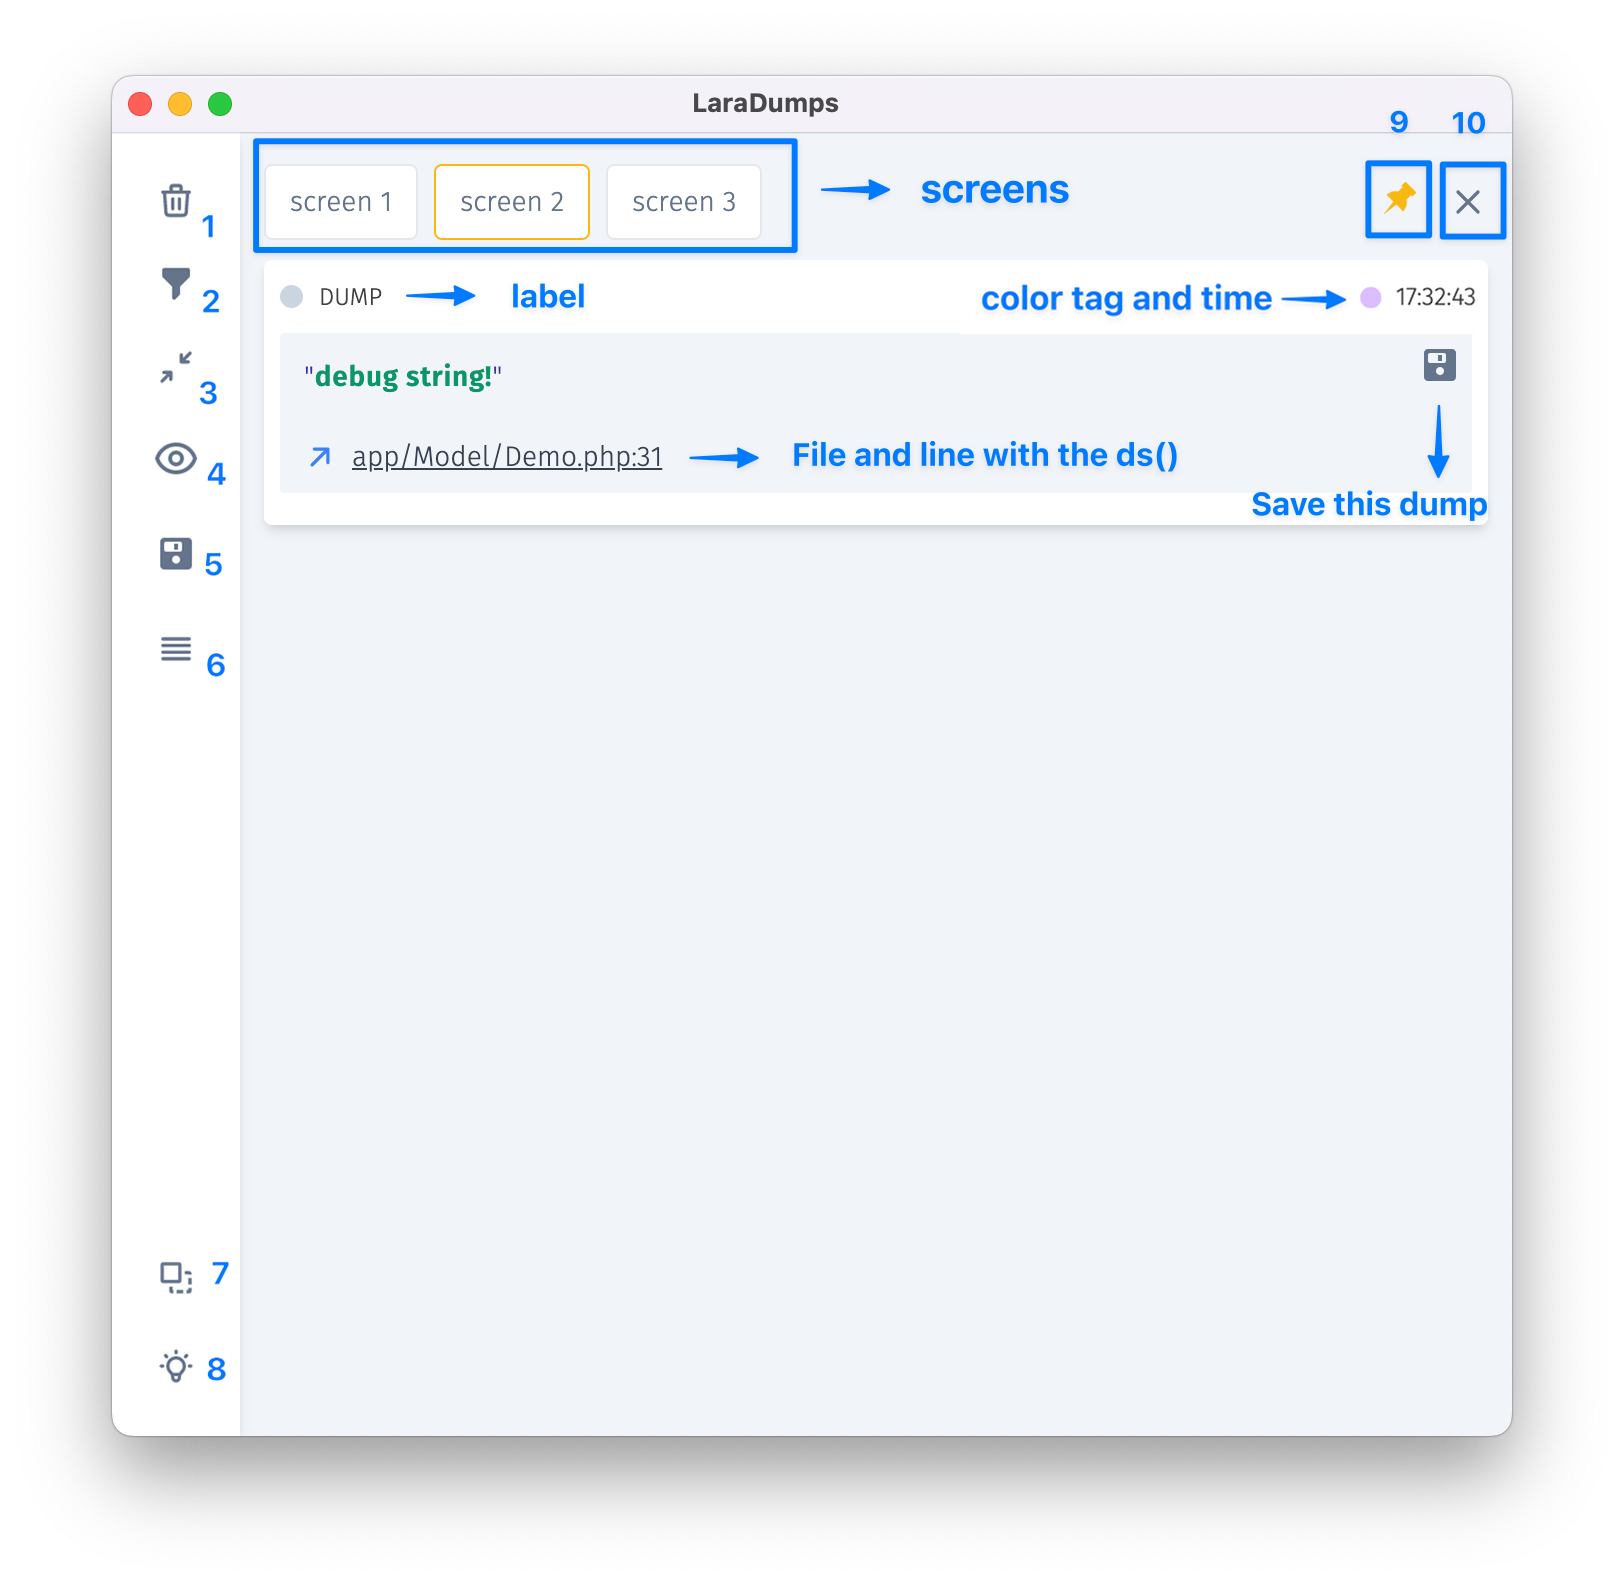 LaraDumps
9 10
screen 1 screen 2 screen 3 screens
1
DUMP label color tag and time 17:32:43
2
"debug string!"
3
app/Model/Demo.php:31 File and line with the ds()
4
Save this dump
5
6
7
8